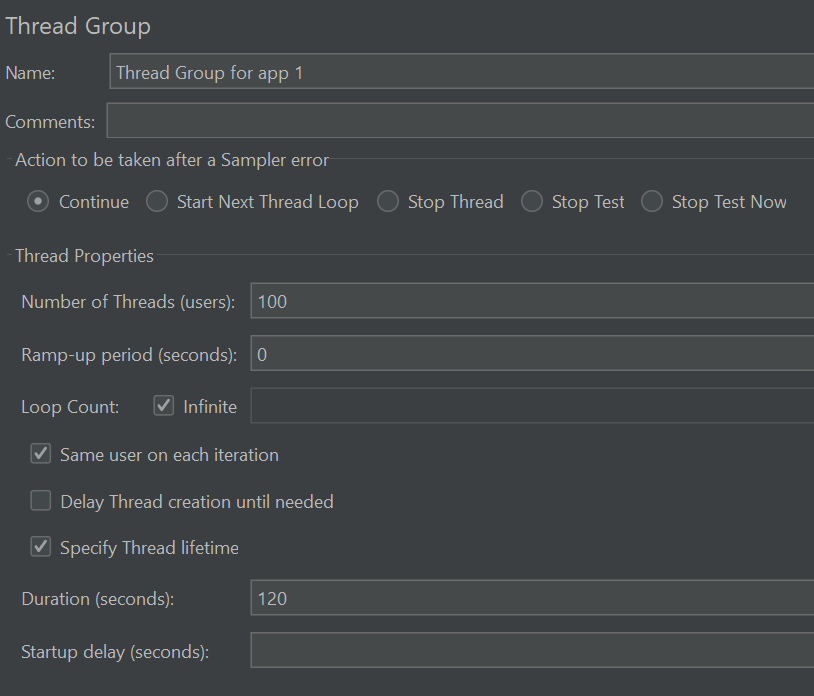 Thread Group
Name: Thread Group for app 1
Comments:
Action to be taken after a Sampler error
Continue Start Next Thread Loop Stop Thread Stop Test Stop Test Now
Thread Properties
Number of Threads (users): 100
Ramp-up period (seconds): 0
Loop Count: Infinite
Same user on each iteration
Delay Thread creation until needed
Specify Thread lifetime
Duration (seconds): 120
Startup delay (seconds):